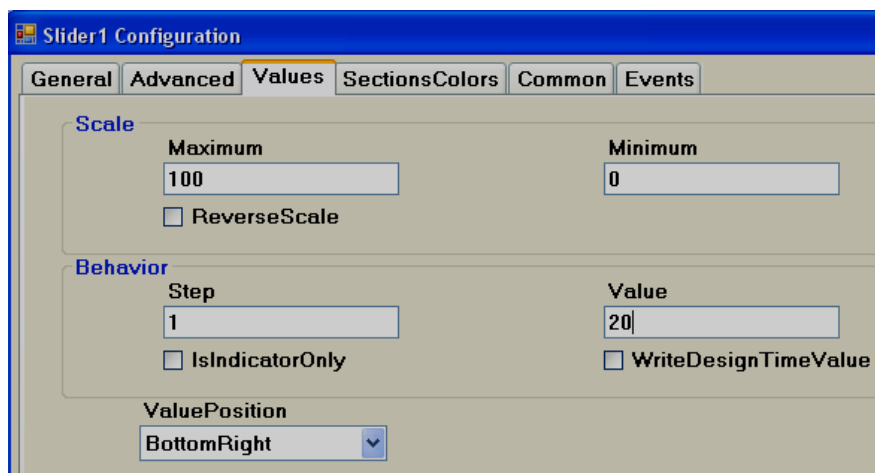 Slider1 Configuration
General Advanced Values SectionsColors Common Events
Scale
Maximum Minimum
100 0
ReverseScale
Behavior
Step Value
1 20
IsIndicatorOnly WriteDesignTimeValue
ValuePosition
BottomRight